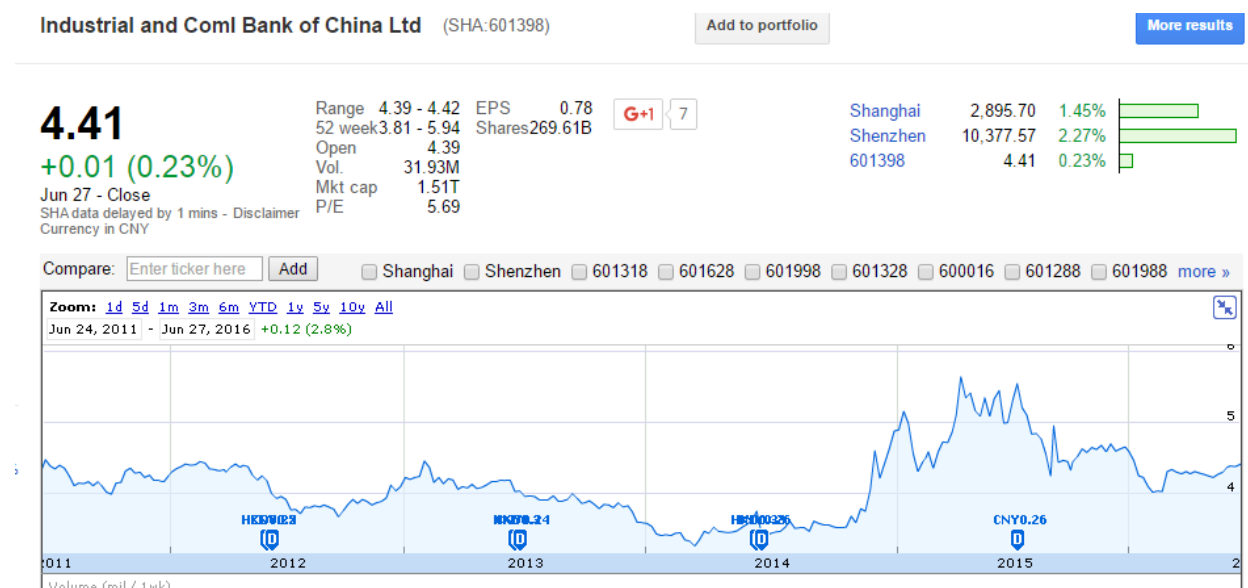 Industrial and Coml Bank of China Ltd (SHA:601398) Add to portfolio More results
4.41
+0.01 (0.23%)
Jun 27 - Close
SHA data delayed by 1 mins - Disclaimer
Currency in CNY
Range 4.39 - 4.42
52 week3.81 - 5.94
Open 4.39
Vol. 31.93M
Mkt cap 1.51T
P/E 5.69
EPS 0.78
Shares269.61B
G+1 7
Shanghai 2,895.70 1.45%
Shenzhen 10,377.57 2.27%
601398 4.41 0.23%
Compare: Enter ticker here Add Shanghai Shenzhen 601318 601628 601998 601328 600016 601288 601988 more »
Zoom: 1d 5d 1m 3m 6m YTD 1y 5y 10y All
Jun 24, 2011 - Jun 27, 2016 +0.12 (2.8%)
6
5
4
CNY0.26
D D D D
2012 2013 2014 2015 2
Volume (mil / 1wk)